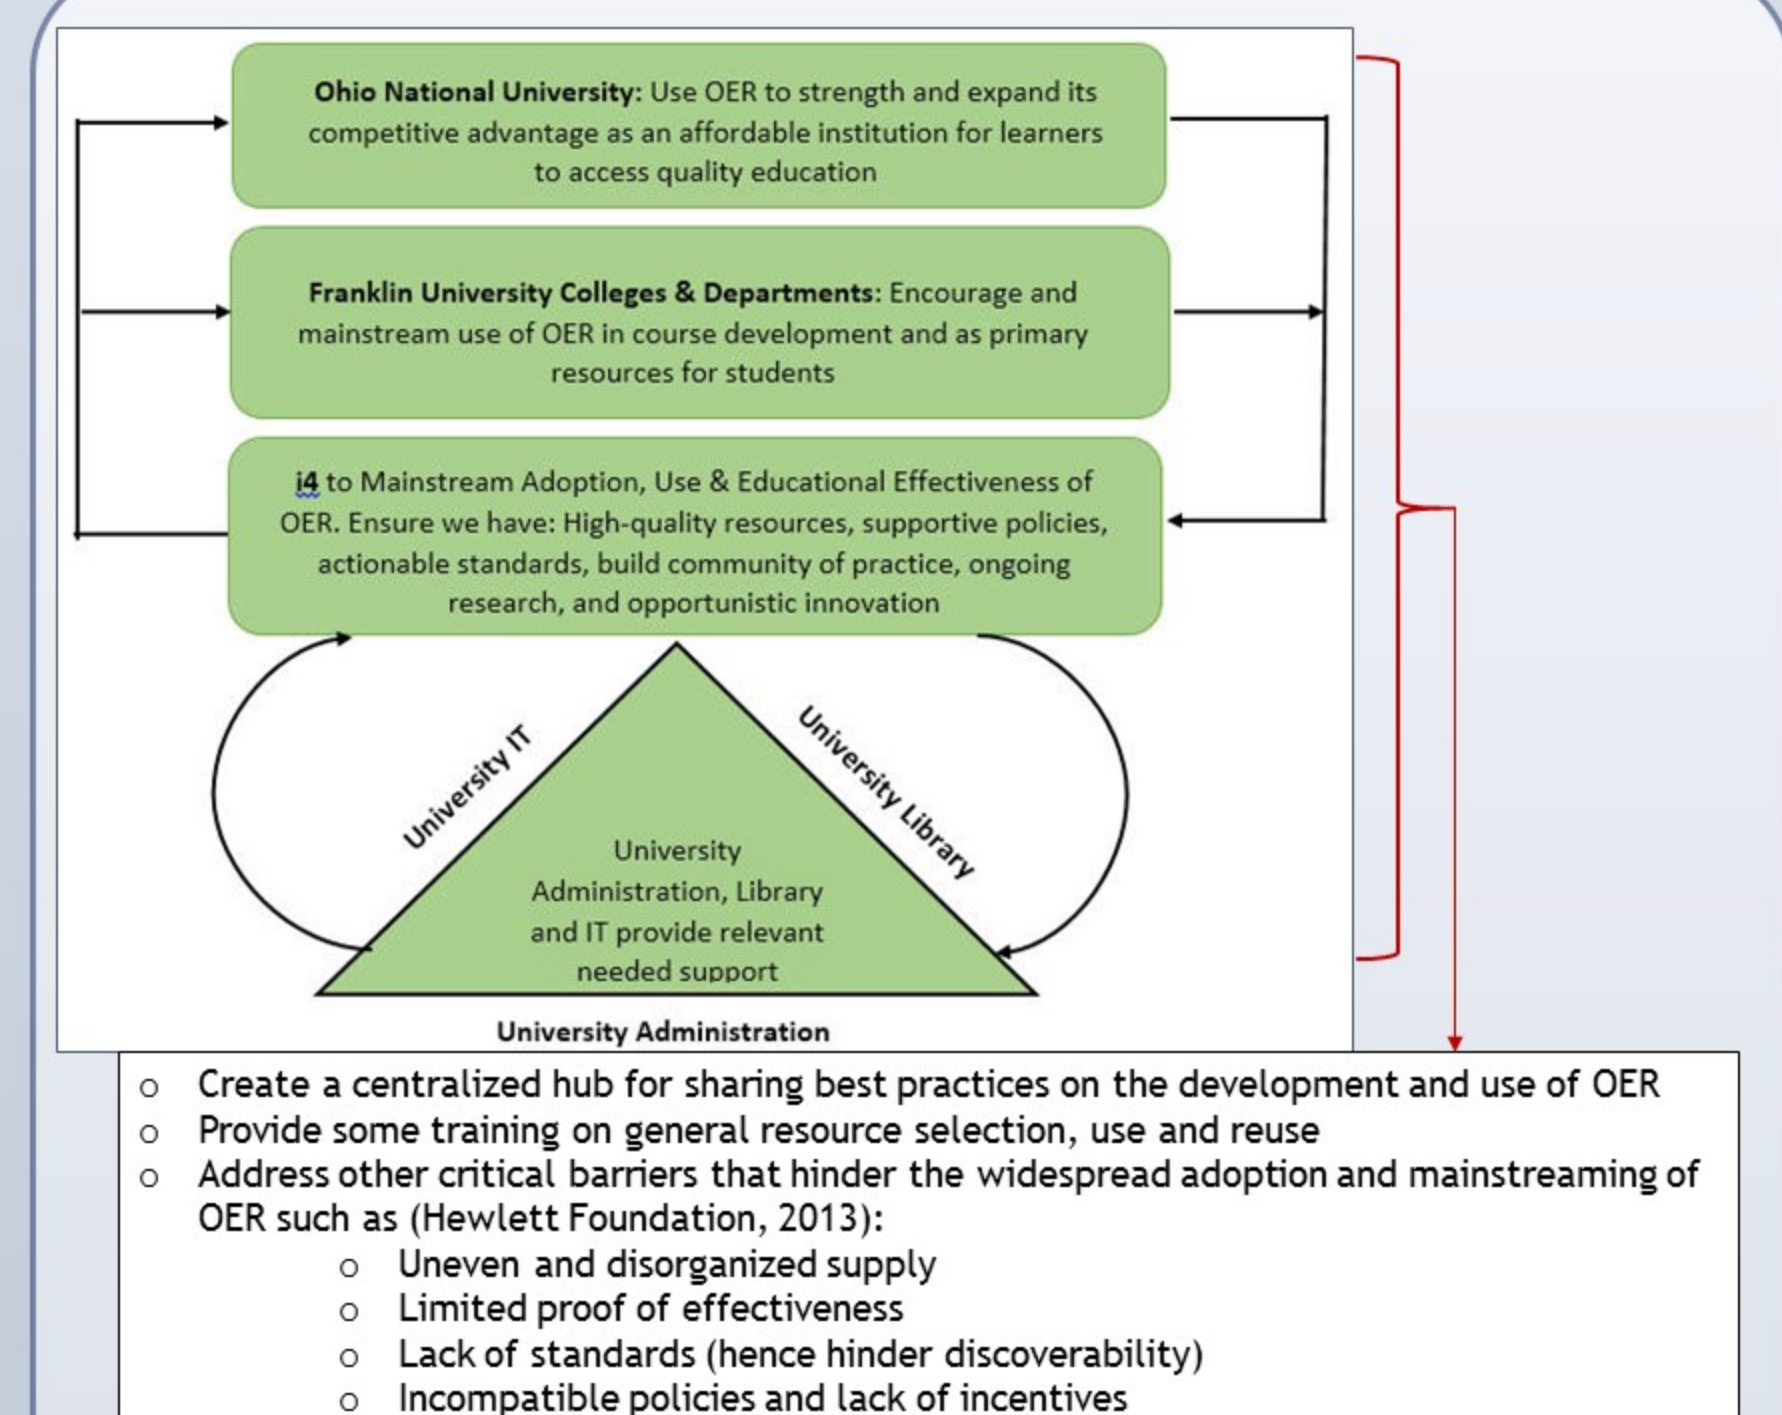 Ohio National University: Use OER to strength and expand its
competitive advantage as an affordable institution for learners
to access quality education
Franklin University Colleges & Departments: Encourage and
mainstream use of OER in course development and as primary
resources for students
i4 to Mainstream Adoption, Use & Educational Effectiveness of
OER. Ensure we have: High-quality resources, supportive policies,
actionable standards, build community of practice, ongoing
research, and opportunistic innovation
University IT
University Library
University
Administration, Library
and IT provide relevant
needed support
University Administration
o Create a centralized hub for sharing best practices on the development and use of OER
o Provide some training on general resource selection, use and reuse
o Address other critical barriers that hinder the widespread adoption and mainstreaming of
OER such as (Hewlett Foundation, 2013):
o Uneven and disorganized supply
o Limited proof of effectiveness
o Lack of standards (hence hinder discoverability)
o Incompatible policies and lack of incentives